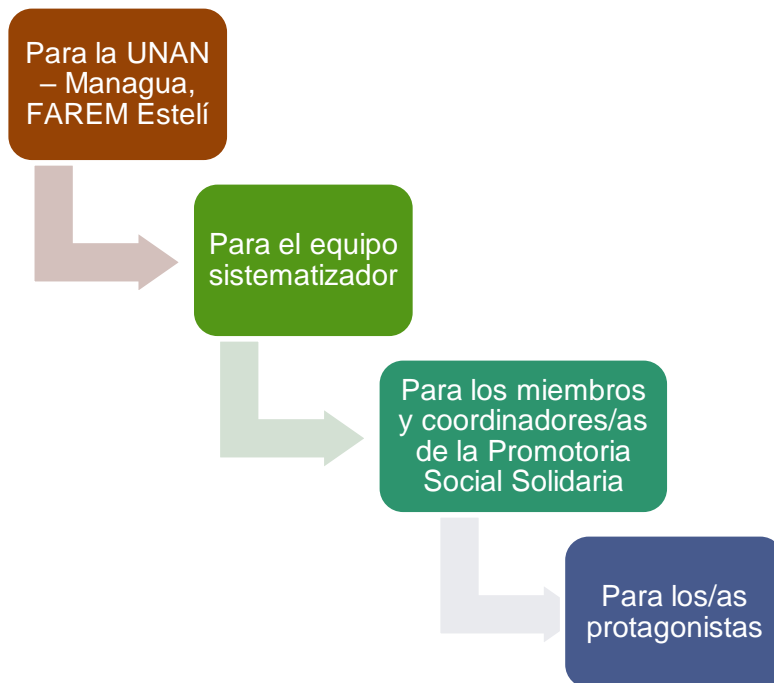 Para la UNAN
– Managua,
FAREM Estelí
Para el equipo
sistematizador
Para los miembros
y coordinadores/as
de la Promotoria
Social Solidaria
Para los/as
protagonistas